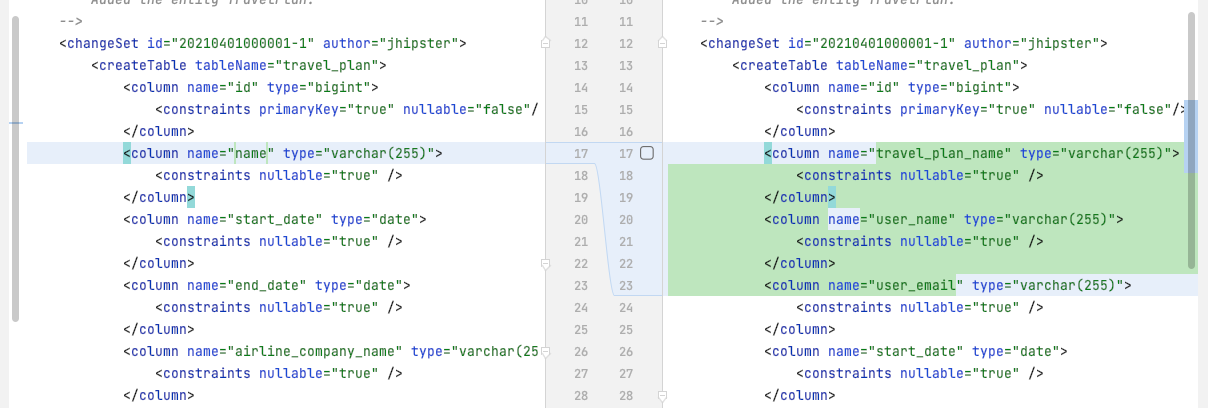 Added the entity TravelPlan.
-->
<changeSet id="20210401000001-1" author="jhipster">
<createTable tableName="travel_plan">
<column name="id" type="bigint">
<constraints primaryKey="true" nullable="false"/
</column>
<column name="name" type="varchar(255)">
<constraints nullable="true" />
</column>
<column name="start_date" type="date">
<constraints nullable="true" />
</column>
<column name="end_date" type="date">
<constraints nullable="true" />
</column>
<column name="airline_company_name" type="varchar(25
<constraints nullable="true" />
</column>
10 10
11 11
12 12
13 13
14 14
15 15
16 16
17 17
18 18
19 19
20 20
21 21
22 22
23 23
24 24
25 25
26 26
27 27
28 28
Added the entity TravelPlan.
-->
<changeSet id="20210401000001-1" author="jhipster">
<createTable tableName="travel_plan">
<column name="id" type="bigint">
<constraints primaryKey="true" nullable="false"/>
</column>
<column name="travel_plan_name" type="varchar(255)">
<constraints nullable="true" />
</column>
<column name="user_name" type="varchar(255)">
<constraints nullable="true" />
</column>
<column name="user_email" type="varchar(255)">
<constraints nullable="true" />
</column>
<column name="start_date" type="date">
<constraints nullable="true" />
</column>